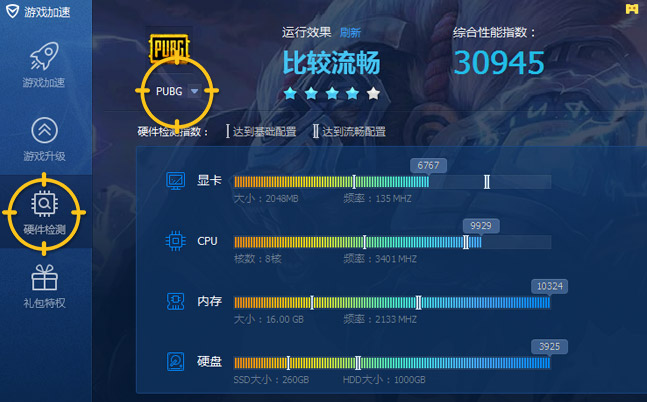 游戏加速
游戏加速
游戏升级
硬件检测
礼包特权
PUBG
PUBG
运行效果 刷新
比较流畅
综合性能指数：
30945
硬件检测指数： I 达到基础配置 II 达到流畅配置
6767
显卡
大小：2048MB 频率：135 MHZ
9929
CPU
核数：8核 频率：3401 MHZ
10324
内存
大小：16.00 GB 频率：2133 MHZ
3925
硬盘
SSD大小：260GB HDD大小：1000GB